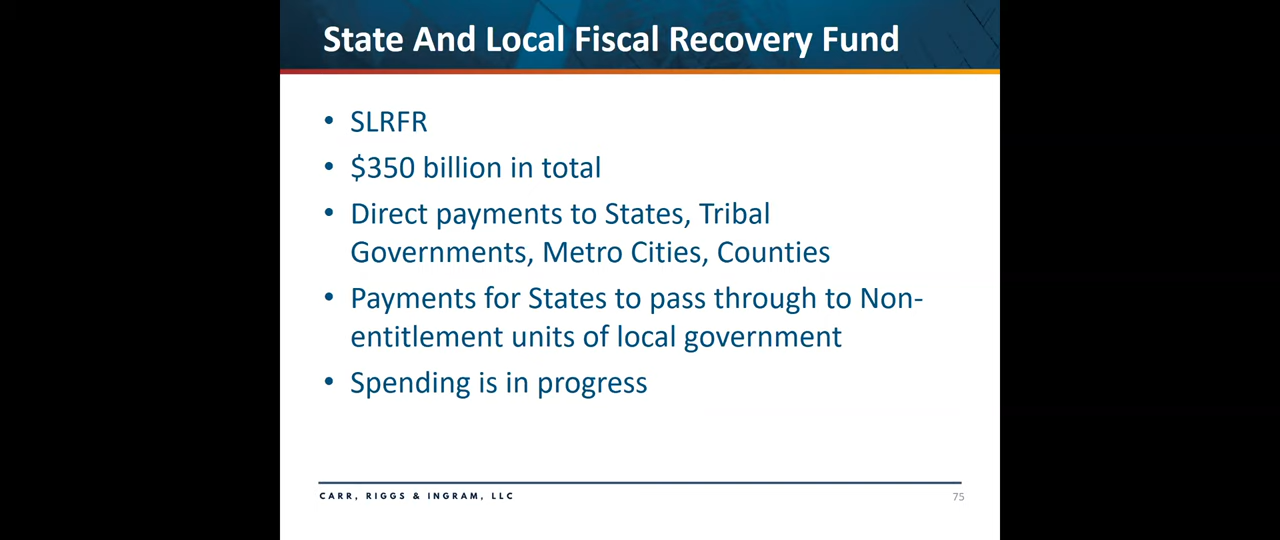 State And Local Fiscal Recovery Fund
• SLRFR
• $350 billion in total
• Direct payments to States, Tribal
Governments, Metro Cities, Counties
• Payments for States to pass through to Non-
entitlement units of local government
• Spending is in progress
CARR, RIGGS & INGRAM, LLC
75